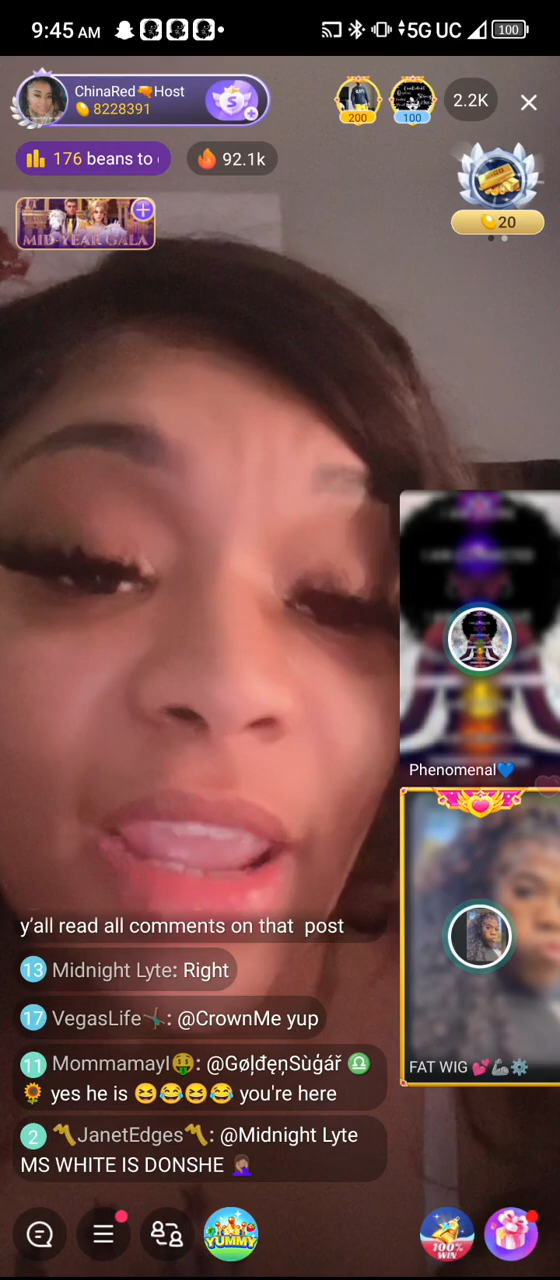 9:45 AM
5G UC
100
ChinaRed🔫Host
8228391
S
200
100
2.2K
176 beans to
92.1k
MID-YEAR GALA
20
Phenomenal💙
y'all read all comments on that post
13 Midnight Lyte: Right
17 VegasLife: @CrownMe yup
11 Mommamayl🤑: @GøļđęņSùģář ♎
🌻 yes he is 😆😂😆😂 you're here
FAT WIG 💕🦾⚙️
2 〽️JanetEdges〽️: @Midnight Lyte
MS WHITE IS DONSHE 🤦🏽‍♀️
YUMMY
100%
WIN